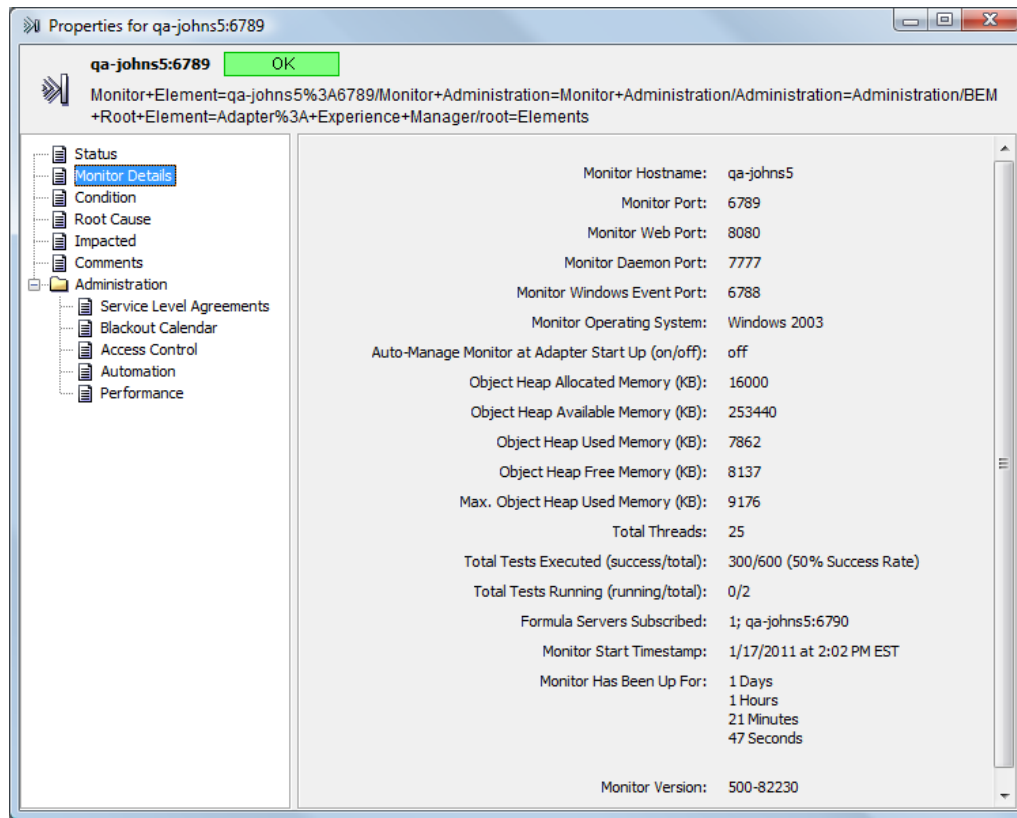 Properties for qa-johns5:6789
qa-johns5:6789 OK
Monitor+Element=qa-johns5%3A6789/Monitor+Administration=Monitor+Administration/Administration=Administration/BEM
+Root+Element=Adapter%3A+Experience+Manager/root=Elements
Status
Monitor Details
Condition
Root Cause
Impacted
Comments
Administration
Service Level Agreements
Blackout Calendar
Access Control
Automation
Performance
Monitor Hostname: qa-johns5
Monitor Port: 6789
Monitor Web Port: 8080
Monitor Daemon Port: 7777
Monitor Windows Event Port: 6788
Monitor Operating System: Windows 2003
Auto-Manage Monitor at Adapter Start Up (on/off): off
Object Heap Allocated Memory (KB): 16000
Object Heap Available Memory (KB): 253440
Object Heap Used Memory (KB): 7862
Object Heap Free Memory (KB): 8137
Max. Object Heap Used Memory (KB): 9176
Total Threads: 25
Total Tests Executed (success/total): 300/600 (50% Success Rate)
Total Tests Running (running/total): 0/2
Formula Servers Subscribed: 1; qa-johns5:6790
Monitor Start Timestamp: 1/17/2011 at 2:02 PM EST
Monitor Has Been Up For: 1 Days
1 Hours
21 Minutes
47 Seconds
Monitor Version: 500-82230